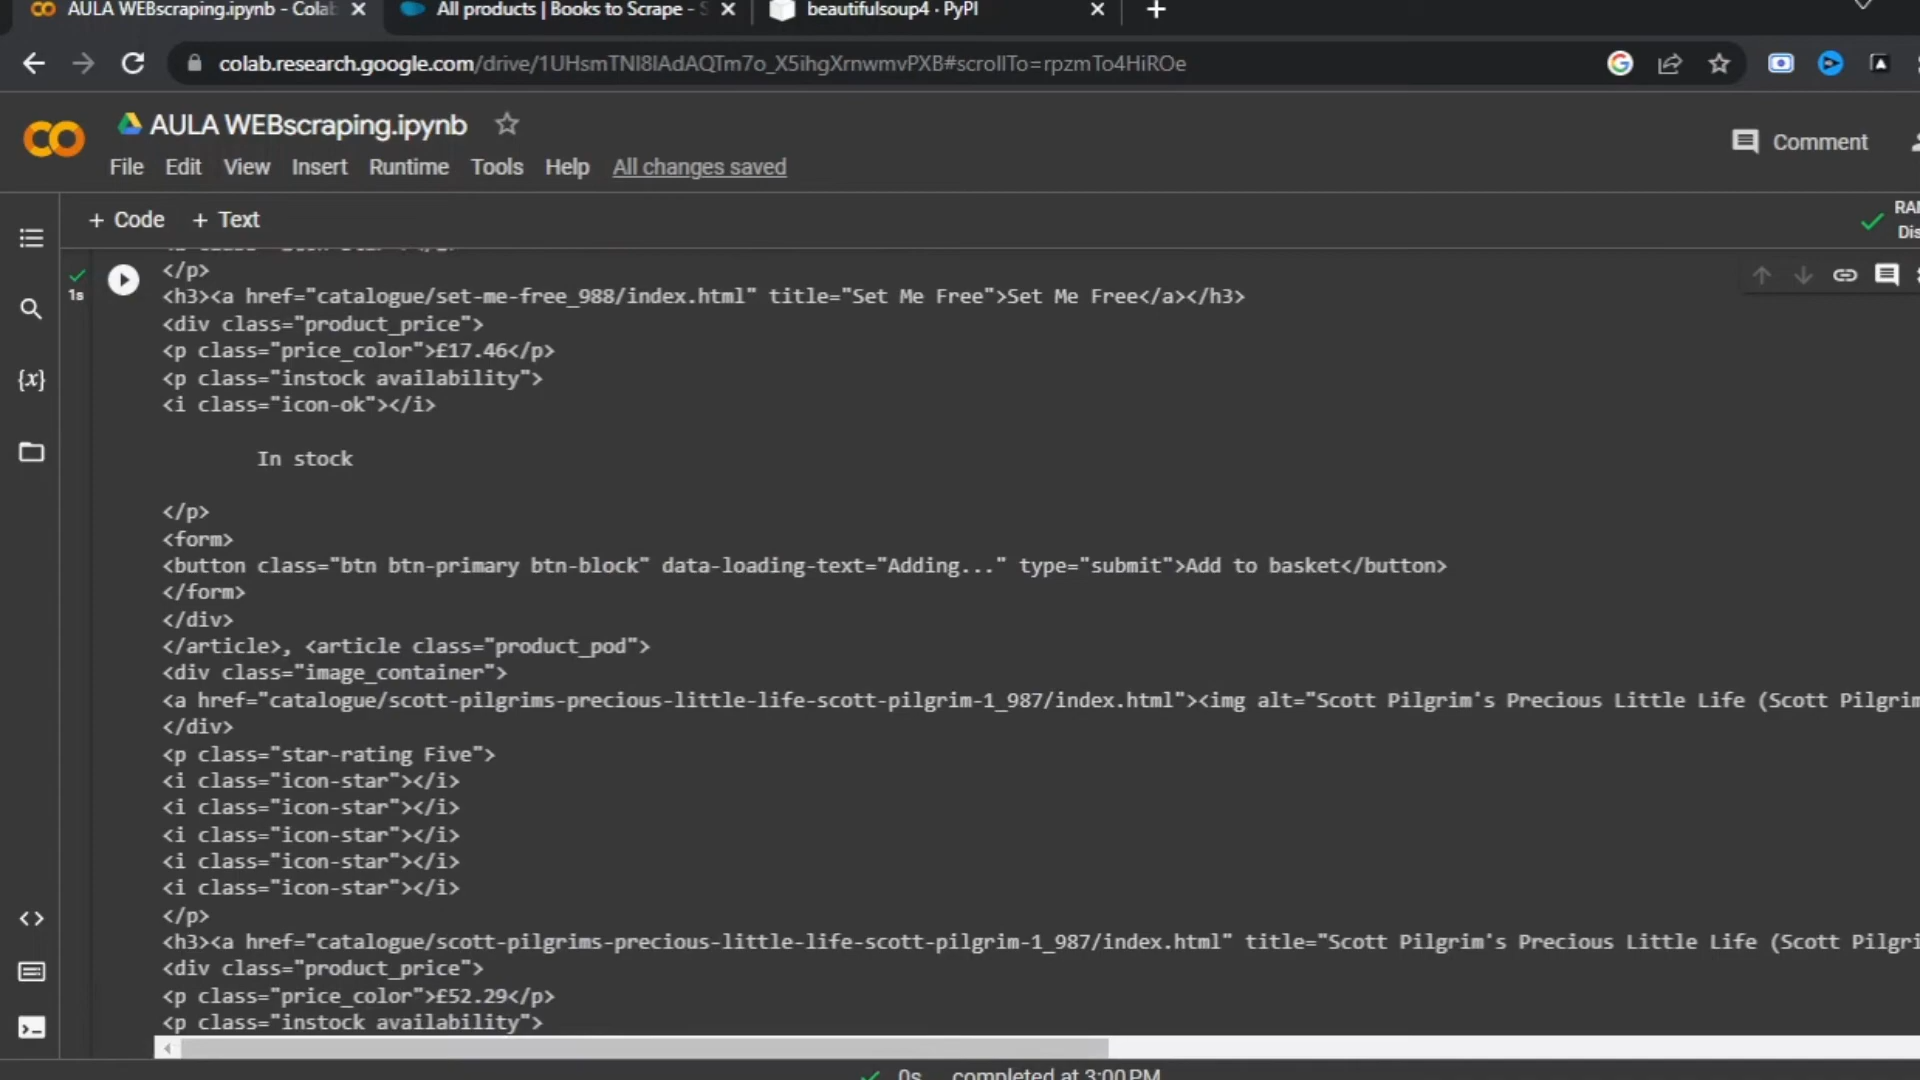 AULA WEBscraping.ipynb - Colab
All products | Books to Scrape - S
beautifulsoup4 · PyPI
colab.research.google.com/drive/1UHsmTNl8lAdAQTm7o_X5ihgXrnwmvPXB#scrollTo=rpzmTo4HiROe
AULA WEBscraping.ipynb
Comment
File Edit View Insert Runtime Tools Help All changes saved
+ Code + Text
RAM
Dis
1s
</p>
<h3><a href="catalogue/set-me-free_988/index.html" title="Set Me Free">Set Me Free</a></h3>
<div class="product_price">
<p class="price_color">£17.46</p>
<p class="instock availability">
<i class="icon-ok"></i>
In stock
</p>
<form>
<button class="btn btn-primary btn-block" data-loading-text="Adding..." type="submit">Add to basket</button>
</form>
</div>
</article>, <article class="product_pod">
<div class="image_container">
<a href="catalogue/scott-pilgrims-precious-little-life-scott-pilgrim-1_987/index.html"><img alt="Scott Pilgrim's Precious Little Life (Scott Pilgrim
</div>
<p class="star-rating Five">
<i class="icon-star"></i>
<i class="icon-star"></i>
<i class="icon-star"></i>
<i class="icon-star"></i>
<i class="icon-star"></i>
</p>
<h3><a href="catalogue/scott-pilgrims-precious-little-life-scott-pilgrim-1_987/index.html" title="Scott Pilgrim's Precious Little Life (Scott Pilgri
<div class="product_price">
<p class="price_color">£52.29</p>
<p class="instock availability">
0s completed at 3:00 PM